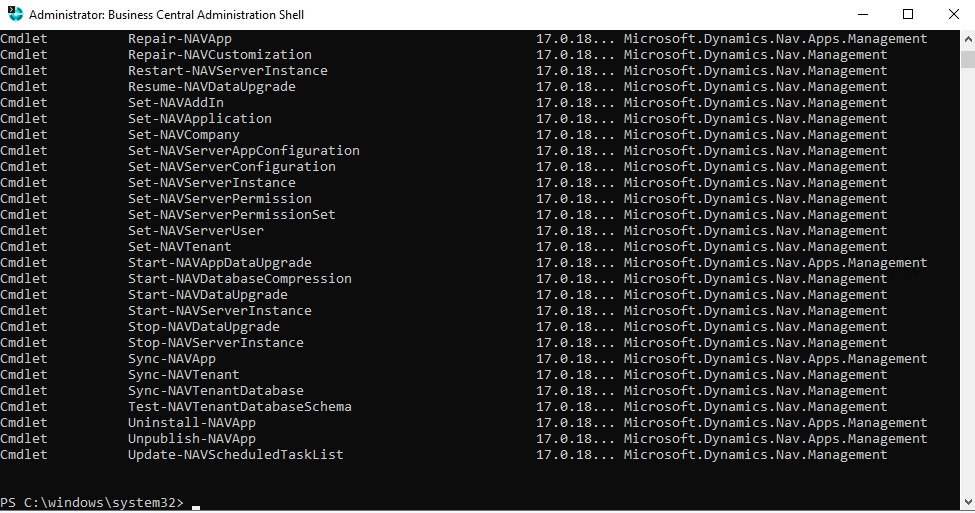 Administrator: Business Central Administration Shell
Cmdlet Repair-NAVApp 17.0.18... Microsoft.Dynamics.Nav.Apps.Management
Cmdlet Repair-NAVCustomization 17.0.18... Microsoft.Dynamics.Nav.Management
Cmdlet Restart-NAVServerInstance 17.0.18... Microsoft.Dynamics.Nav.Management
Cmdlet Resume-NAVDataUpgrade 17.0.18... Microsoft.Dynamics.Nav.Management
Cmdlet Set-NAVAddIn 17.0.18... Microsoft.Dynamics.Nav.Management
Cmdlet Set-NAVApplication 17.0.18... Microsoft.Dynamics.Nav.Management
Cmdlet Set-NAVCompany 17.0.18... Microsoft.Dynamics.Nav.Management
Cmdlet Set-NAVServerAppConfiguration 17.0.18... Microsoft.Dynamics.Nav.Management
Cmdlet Set-NAVServerConfiguration 17.0.18... Microsoft.Dynamics.Nav.Management
Cmdlet Set-NAVServerInstance 17.0.18... Microsoft.Dynamics.Nav.Management
Cmdlet Set-NAVServerPermission 17.0.18... Microsoft.Dynamics.Nav.Management
Cmdlet Set-NAVServerPermissionSet 17.0.18... Microsoft.Dynamics.Nav.Management
Cmdlet Set-NAVServerUser 17.0.18... Microsoft.Dynamics.Nav.Management
Cmdlet Set-NAVTenant 17.0.18... Microsoft.Dynamics.Nav.Management
Cmdlet Start-NAVAppDataUpgrade 17.0.18... Microsoft.Dynamics.Nav.Apps.Management
Cmdlet Start-NAVDatabaseCompression 17.0.18... Microsoft.Dynamics.Nav.Management
Cmdlet Start-NAVDataUpgrade 17.0.18... Microsoft.Dynamics.Nav.Management
Cmdlet Start-NAVServerInstance 17.0.18... Microsoft.Dynamics.Nav.Management
Cmdlet Stop-NAVDataUpgrade 17.0.18... Microsoft.Dynamics.Nav.Management
Cmdlet Stop-NAVServerInstance 17.0.18... Microsoft.Dynamics.Nav.Management
Cmdlet Sync-NAVApp 17.0.18... Microsoft.Dynamics.Nav.Apps.Management
Cmdlet Sync-NAVTenant 17.0.18... Microsoft.Dynamics.Nav.Management
Cmdlet Sync-NAVTenantDatabase 17.0.18... Microsoft.Dynamics.Nav.Management
Cmdlet Test-NAVTenantDatabaseSchema 17.0.18... Microsoft.Dynamics.Nav.Management
Cmdlet Uninstall-NAVApp 17.0.18... Microsoft.Dynamics.Nav.Apps.Management
Cmdlet Unpublish-NAVApp 17.0.18... Microsoft.Dynamics.Nav.Apps.Management
Cmdlet Update-NAVScheduledTaskList 17.0.18... Microsoft.Dynamics.Nav.Management
PS C:\windows\system32>